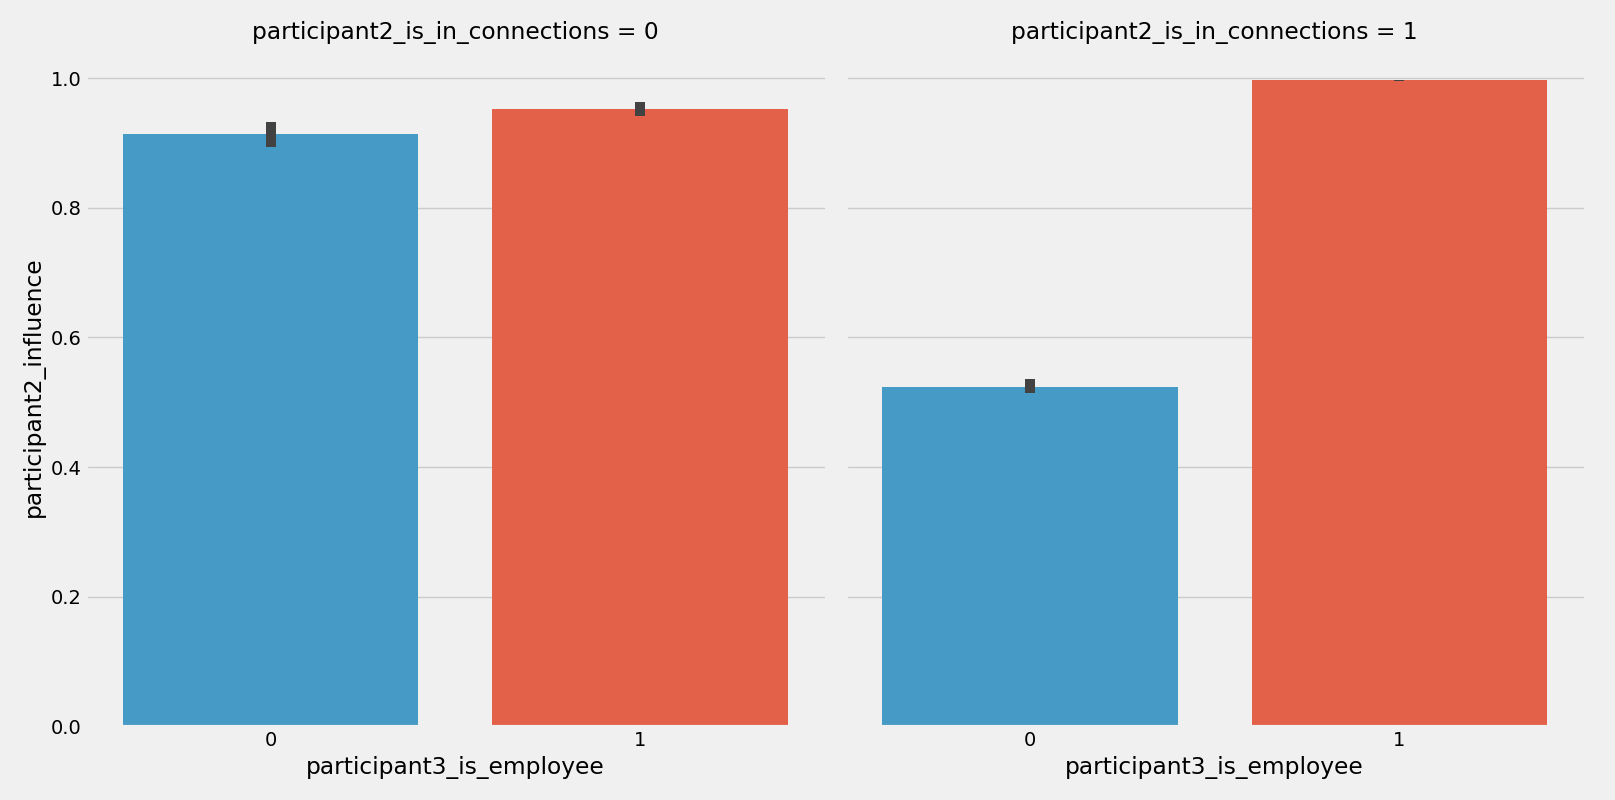 participant2_is_in_connections = 0
participant2_is_in_connections = 1
participant2_influence
1.0
0.8
0.6
0.4
0.2
0.0
0 1
0 1
participant3_is_employee
participant3_is_employee